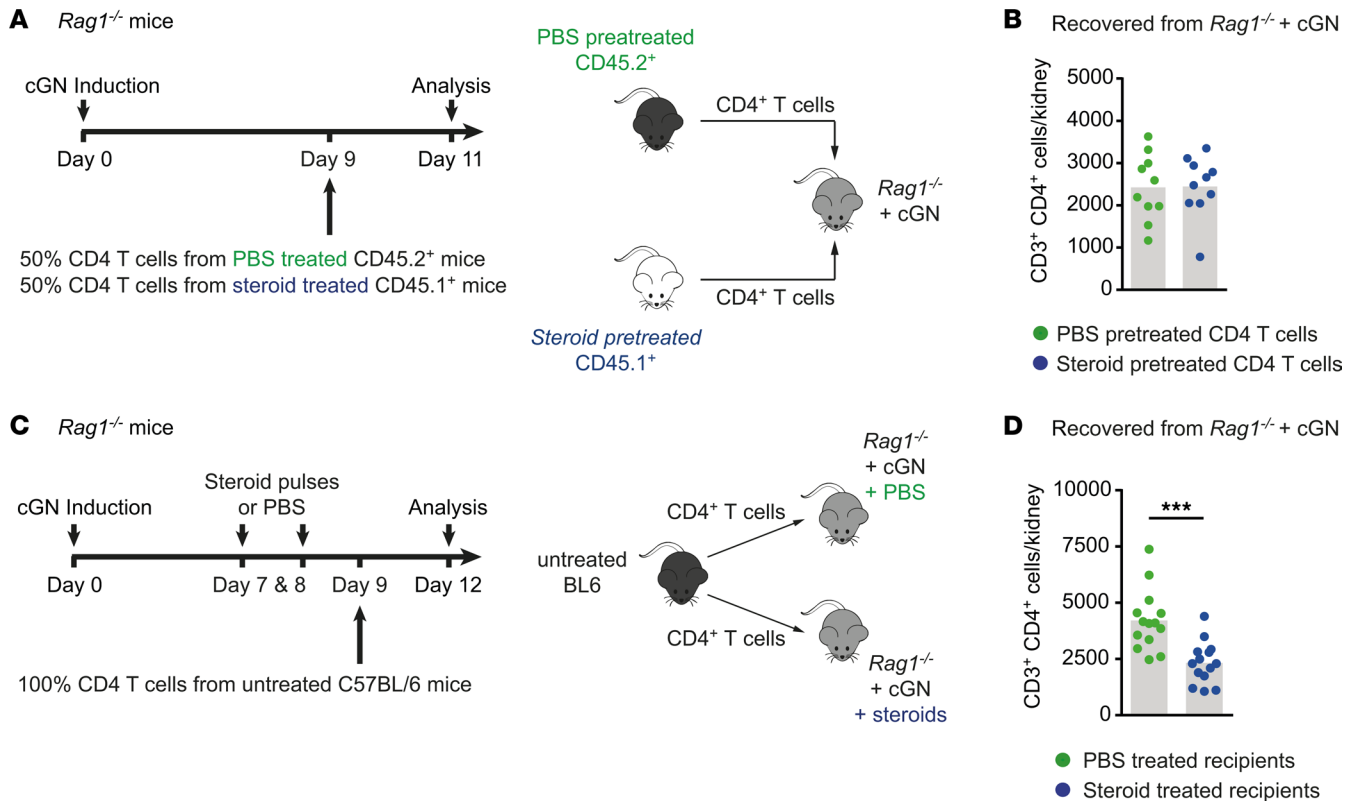 A Rag1-/- mice
cGN Induction
Analysis
Day 0
Day 9
Day 11
50% CD4 T cells from PBS treated CD45.2+ mice
50% CD4 T cells from steroid treated CD45.1+ mice
PBS preatreated
CD45.2+
CD4+ T cells
Rag1-/-
+ cGN
CD4+ T cells
Steroid pretreated
CD45.1+
B Recovered from Rag1-/- + cGN
CD3+ CD4+ cells/kidney
5000
4000
3000
2000
1000
0
PBS pretreated CD4 T cells
Steroid pretreated CD4 T cells
C Rag1-/- mice
Steroid pulses
or PBS
cGN Induction
Analysis
Day 0
Day 7 & 8
Day 9
Day 12
100% CD4 T cells from untreated C57BL/6 mice
untreated
BL6
CD4+ T cells
CD4+ T cells
Rag1-/-
+ cGN
+ PBS
Rag1-/-
+ cGN
+ steroids
D Recovered from Rag1-/- + cGN
CD3+ CD4+ cells/kidney
10000
7500
5000
2500
0
***
PBS treated recipients
Steroid treated recipients